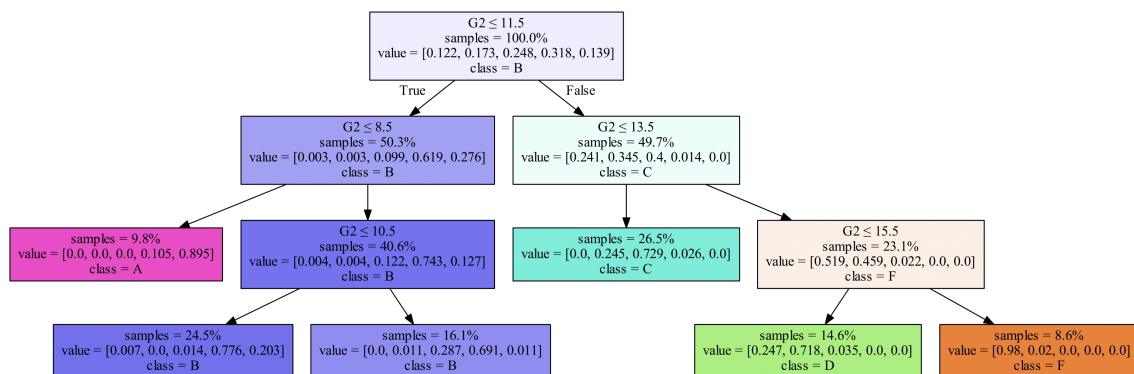 G2 ≤ 11.5
samples = 100.0%
value = [0.122, 0.173, 0.248, 0.318, 0.139]
class = B
True
False
G2 ≤ 8.5
samples = 50.3%
value = [0.003, 0.003, 0.099, 0.619, 0.276]
class = B
G2 ≤ 13.5
samples = 49.7%
value = [0.241, 0.345, 0.4, 0.014, 0.0]
class = C
samples = 9.8%
value = [0.0, 0.0, 0.0, 0.105, 0.895]
class = A
G2 ≤ 10.5
samples = 40.6%
value = [0.004, 0.004, 0.122, 0.743, 0.127]
class = B
samples = 26.5%
value = [0.0, 0.245, 0.729, 0.026, 0.0]
class = C
G2 ≤ 15.5
samples = 23.1%
value = [0.519, 0.459, 0.022, 0.0, 0.0]
class = F
samples = 24.5%
value = [0.007, 0.0, 0.014, 0.776, 0.203]
class = B
samples = 16.1%
value = [0.0, 0.011, 0.287, 0.691, 0.011]
class = B
samples = 14.6%
value = [0.247, 0.718, 0.035, 0.0, 0.0]
class = D
samples = 8.6%
value = [0.98, 0.02, 0.0, 0.0, 0.0]
class = F